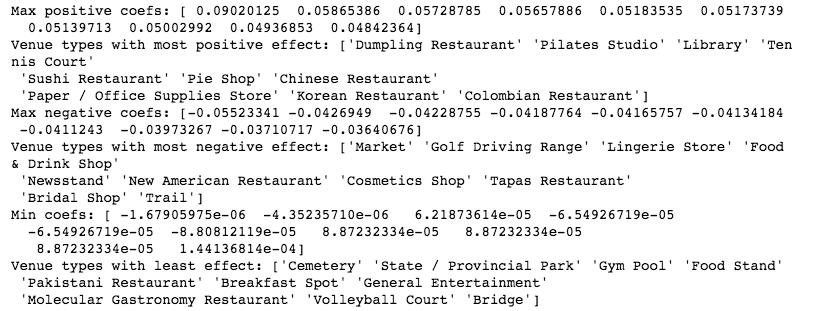 Max positive coefs: [ 0.09020125  0.05865386  0.05728785  0.05657886  0.05183535  0.05173739
  0.05139713  0.05002992  0.04936853  0.04842364]
Venue types with most positive effect: ['Dumpling Restaurant' 'Pilates Studio' 'Library' 'Ten
nis Court'
 'Sushi Restaurant' 'Pie Shop' 'Chinese Restaurant'
 'Paper / Office Supplies Store' 'Korean Restaurant' 'Colombian Restaurant']
Max negative coefs: [-0.05523341 -0.0426949  -0.04228755 -0.04187764 -0.04165757 -0.04134184
 -0.0411243  -0.03973267 -0.03710717 -0.03640676]
Venue types with most negative effect: ['Market' 'Golf Driving Range' 'Lingerie Store' 'Food
& Drink Shop'
 'Newsstand' 'New American Restaurant' 'Cosmetics Shop' 'Tapas Restaurant'
 'Bridal Shop' 'Trail']
Min coefs: [ -1.67905975e-06  -4.35235710e-06   6.21873614e-05  -6.54926719e-05
  -6.54926719e-05  -8.80812119e-05   8.87232334e-05   8.87232334e-05
   8.87232334e-05   1.44136814e-04]
Venue types with least effect: ['Cemetery' 'State / Provincial Park' 'Gym Pool' 'Food Stand'
 'Pakistani Restaurant' 'Breakfast Spot' 'General Entertainment'
 'Molecular Gastronomy Restaurant' 'Volleyball Court' 'Bridge']